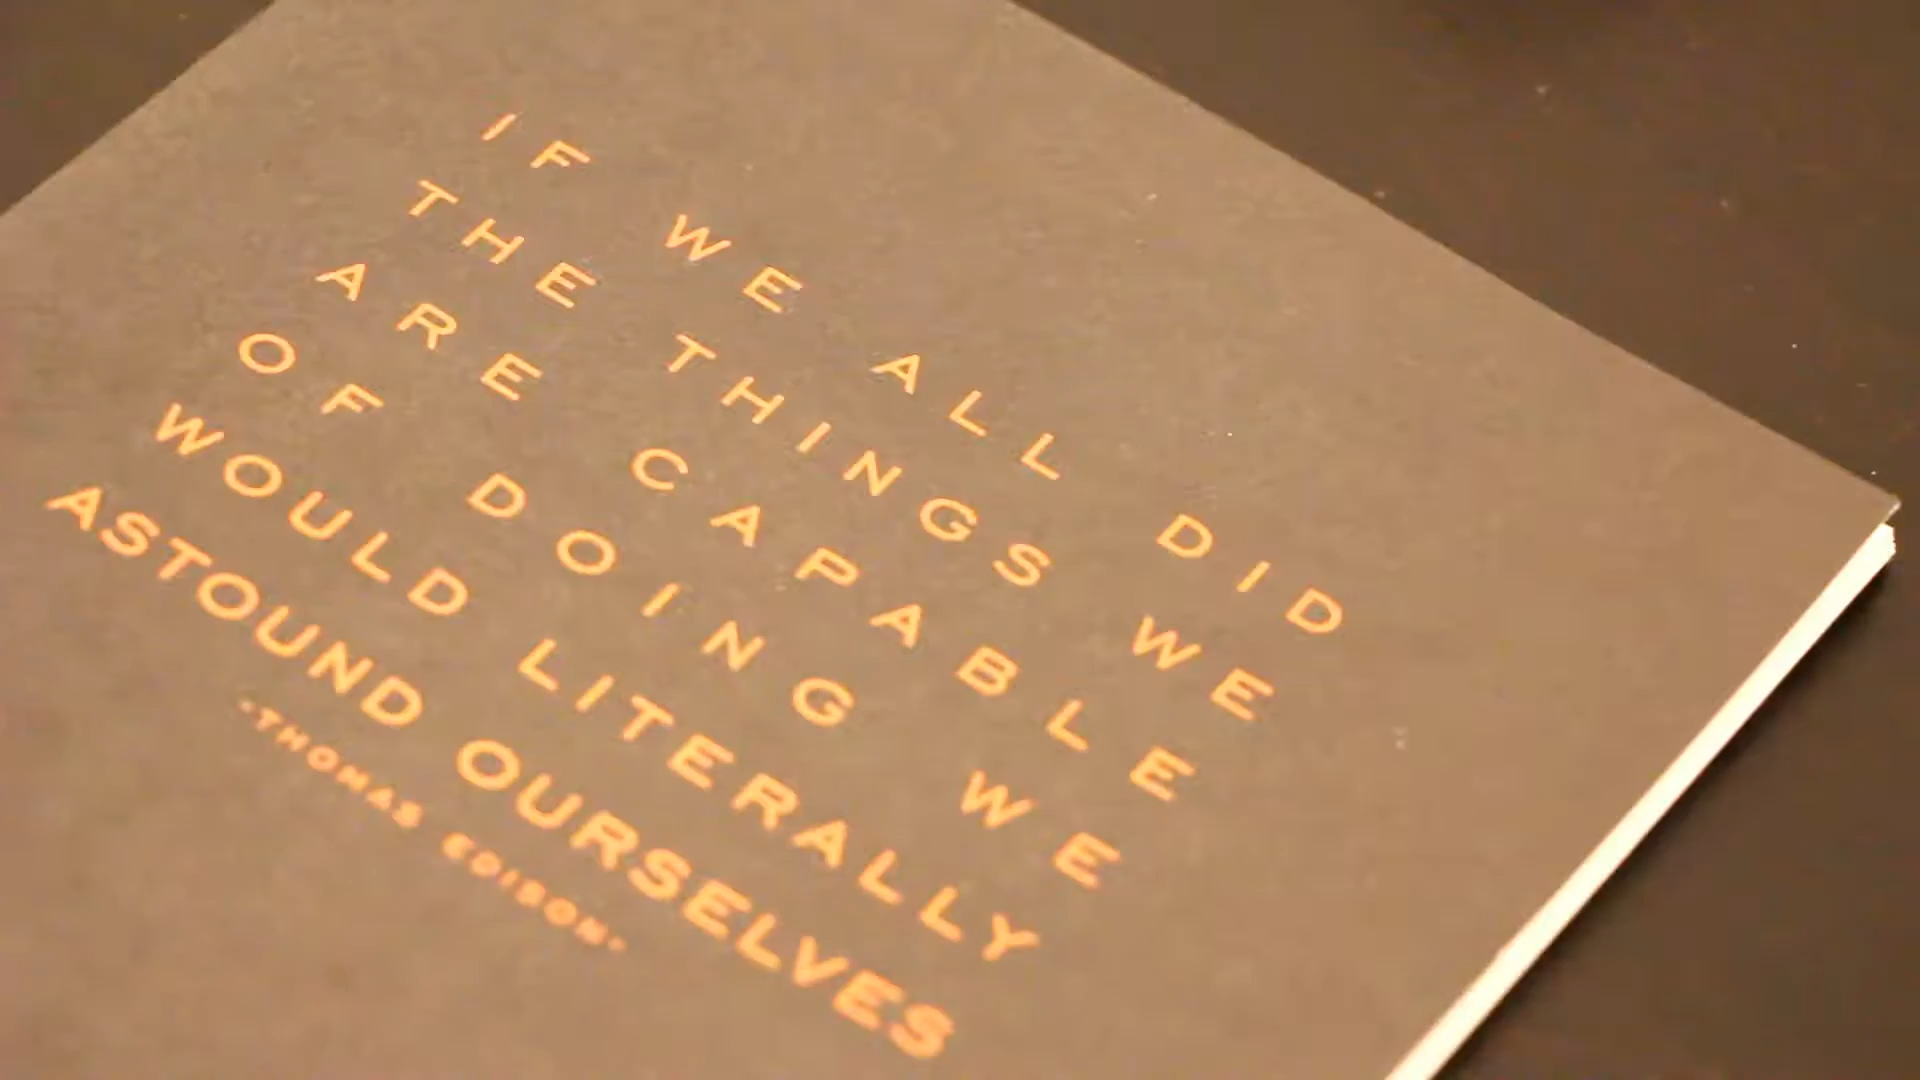 IF WE ALL DID
THE THINGS WE
ARE CAPABLE
OF DOING WE
WOULD LITERALLY
ASTOUND OURSELVES
-THOMAS EDISON-